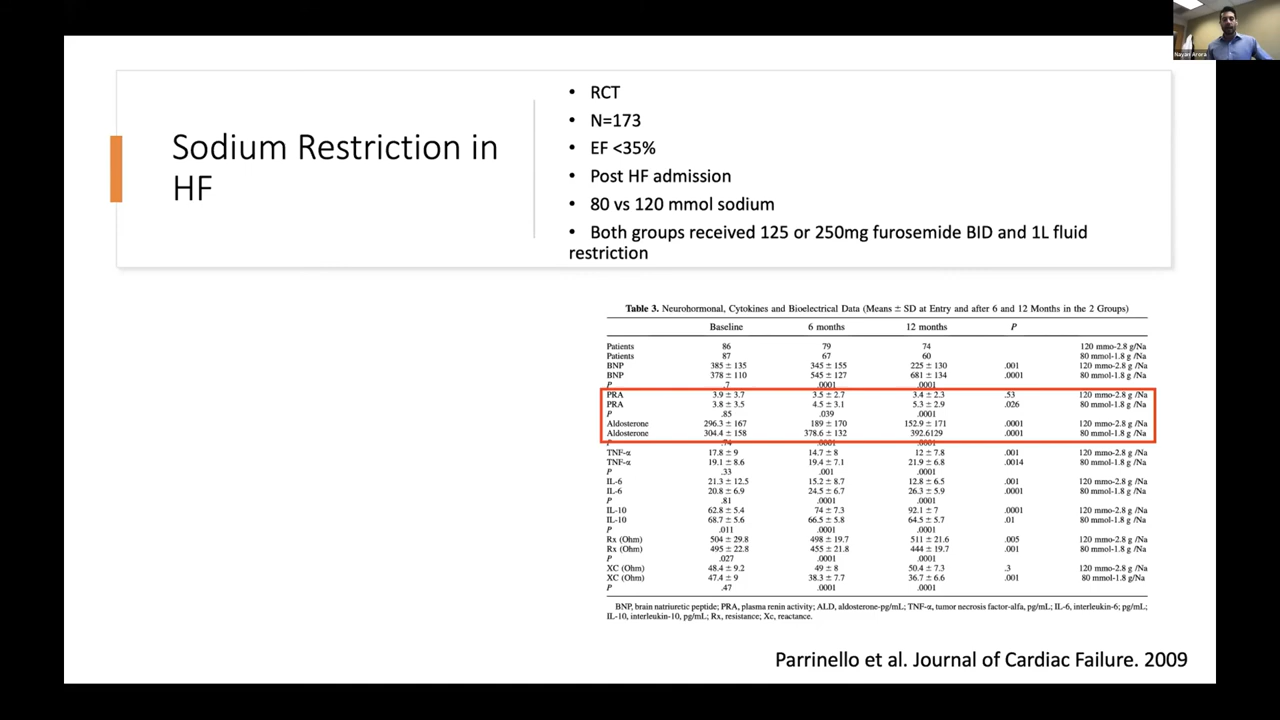 Nayan Arora
Sodium Restriction in
HF
• RCT
• N=173
• EF <35%
• Post HF admission
• 80 vs 120 mmol sodium
• Both groups received 125 or 250mg furosemide BID and 1L fluid
restriction
Table 3. Neurohormonal, Cytokines and Bioelectrical Data (Means ± SD at Entry and after 6 and 12 Months in the 2 Groups)
Baseline 6 months 12 months P
Patients 86 79 74 120 mmo-2.8 g/Na
Patients 87 67 60 80 mmol-1.8 g /Na
BNP 385 ± 135 345 ± 155 225 ± 130 .001 120 mmo-2.8 g/Na
BNP 378 ± 110 545 ± 127 681 ± 134 .0001 80 mmol-1.8 g /Na
P .7 .0001 .0001
PRA 3.9 ± 3.7 3.5 ± 2.7 3.4 ± 2.3 .53 120 mmo-2.8 g /Na
PRA 3.8 ± 3.5 4.5 ± 3.1 5.3 ± 2.9 .026 80 mmol-1.8 g /Na
P .85 .039 .0001
Aldosterone 296.3 ± 167 189 ± 170 152.9 ± 171 .0001 120 mmo-2.8 g /Na
Aldosterone 304.4 ± 158 378.6 ± 132 392.6129 .0001 80 mmol-1.8 g /Na
P .74 .0001 .0001
TNF-α 17.8 ± 9 14.7 ± 8 12 ± 7.8 .001 120 mmo-2.8 g /Na
TNF-α 19.1 ± 8.6 19.4 ± 7.1 21.9 ± 6.8 .0014 80 mmol-1.8 g /Na
P .33 .001 .0001
IL-6 21.3 ± 12.5 15.2 ± 8.7 12.8 ± 6.5 .001 120 mmo-2.8 g /Na
IL-6 20.8 ± 6.9 24.5 ± 6.7 26.3 ± 5.9 .0001 80 mmol-1.8 g /Na
P .81 .0001 .0001
IL-10 62.8 ± 5.4 74 ± 7.3 92.1 ± 7 .0001 120 mmo-2.8 g /Na
IL-10 68.7 ± 5.6 66.5 ± 5.8 64.5 ± 5.7 .01 80 mmol-1.8 g /Na
P .011 .0001 .0001
Rx (Ohm) 504 ± 29.8 498 ± 19.7 511 ± 21.6 .005 120 mmo-2.8 g /Na
Rx (Ohm) 495 ± 22.8 455 ± 21.8 444 ± 19.7 .001 80 mmol-1.8 g /Na
P .027 .0001 .0001
XC (Ohm) 48.4 ± 9.2 49 ± 8 50.4 ± 7.3 .3 120 mmo-2.8 g /Na
XC (Ohm) 47.4 ± 9 38.3 ± 7.7 36.7 ± 6.6 .001 80 mmol-1.8 g /Na
P .47 .0001 .0001
BNP, brain natriuretic peptide; PRA, plasma renin activity; ALD, aldosterone-pg/mL; TNF-α, tumor necrosis factor-alfa, pg/mL; IL-6, interleukin-6; pg/mL;
IL-10, interleukin-10, pg/mL; Rx, resistance; Xc, reactance.
Parrinello et al. Journal of Cardiac Failure. 2009